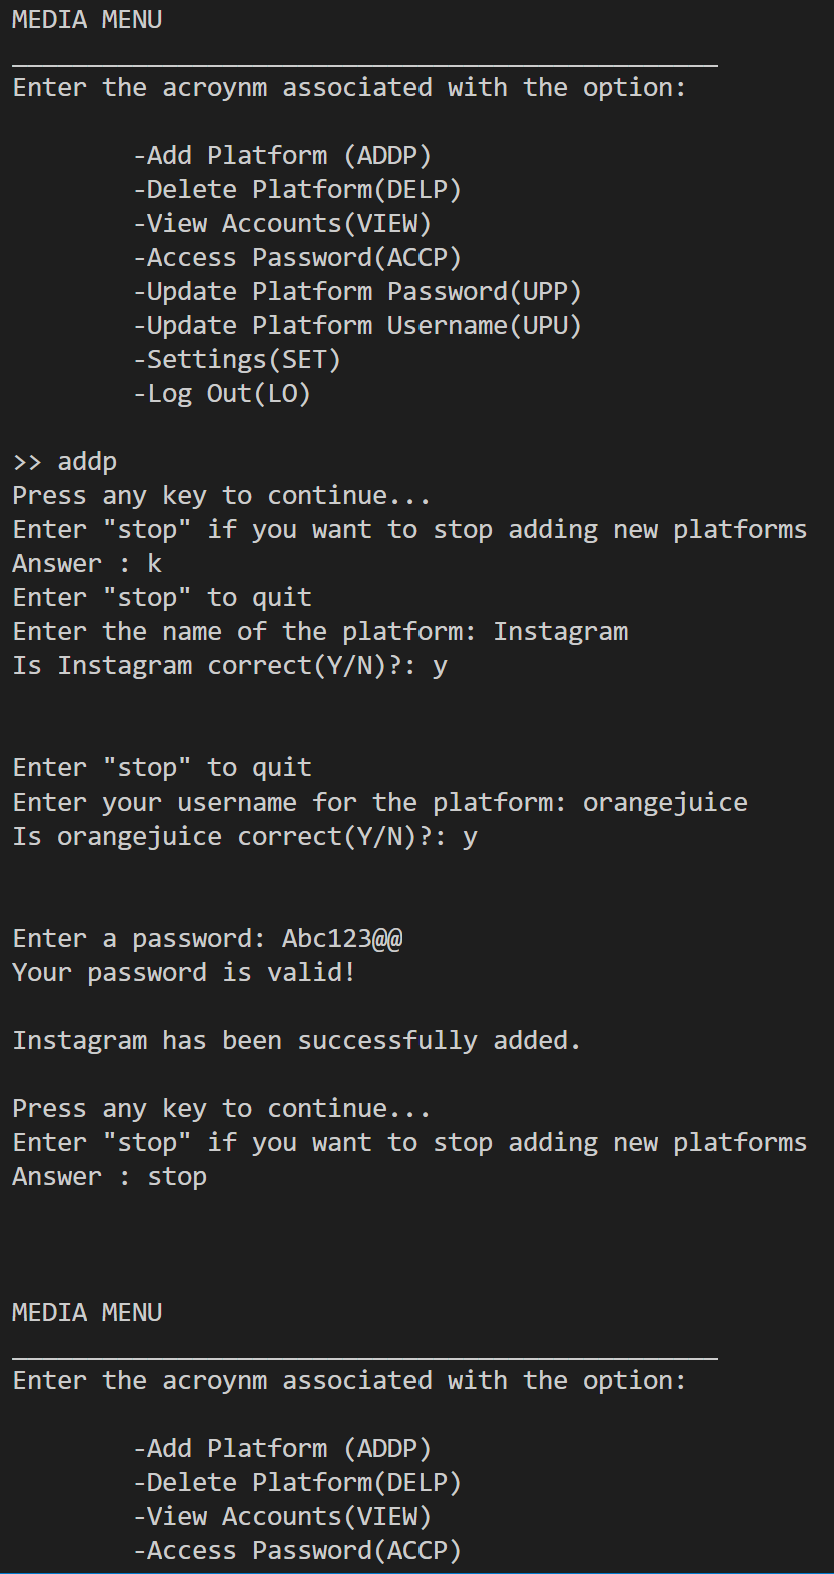 MEDIA MENU
_______________________________________________
Enter the acroynm associated with the option:
-Add Platform (ADDP)
-Delete Platform(DELP)
-View Accounts(VIEW)
-Access Password(ACCP)
-Update Platform Password(UPP)
-Update Platform Username(UPU)
-Settings(SET)
-Log Out(LO)
>> addp
Press any key to continue...
Enter "stop" if you want to stop adding new platforms
Answer : k
Enter "stop" to quit
Enter the name of the platform: Instagram
Is Instagram correct(Y/N)?: y
Enter "stop" to quit
Enter your username for the platform: orangejuice
Is orangejuice correct(Y/N)?: y
Enter a password: Abc123@@
Your password is valid!
Instagram has been successfully added.
Press any key to continue...
Enter "stop" if you want to stop adding new platforms
Answer : stop
MEDIA MENU
_______________________________________________
Enter the acroynm associated with the option:
-Add Platform (ADDP)
-Delete Platform(DELP)
-View Accounts(VIEW)
-Access Password(ACCP)